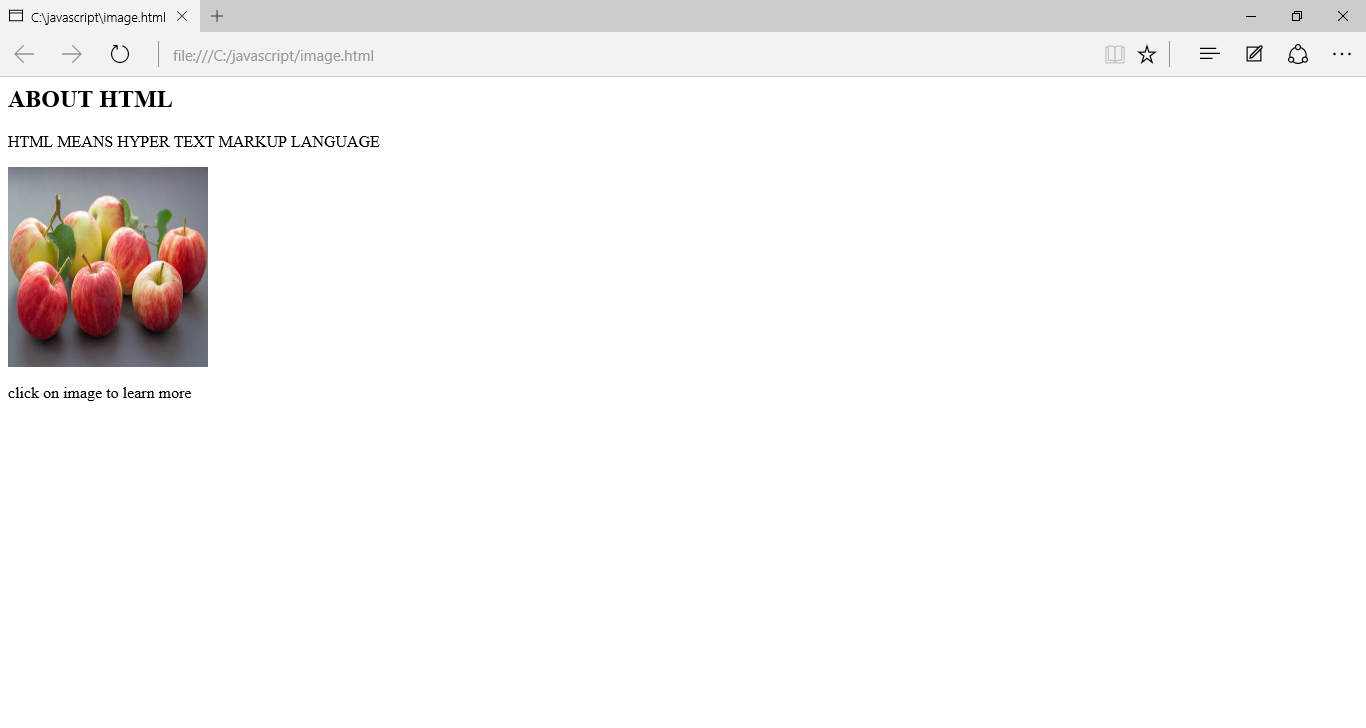 C:\javascript\image.html
file:///C:/javascript/image.html
ABOUT HTML
HTML MEANS HYPER TEXT MARKUP LANGUAGE
click on image to learn more